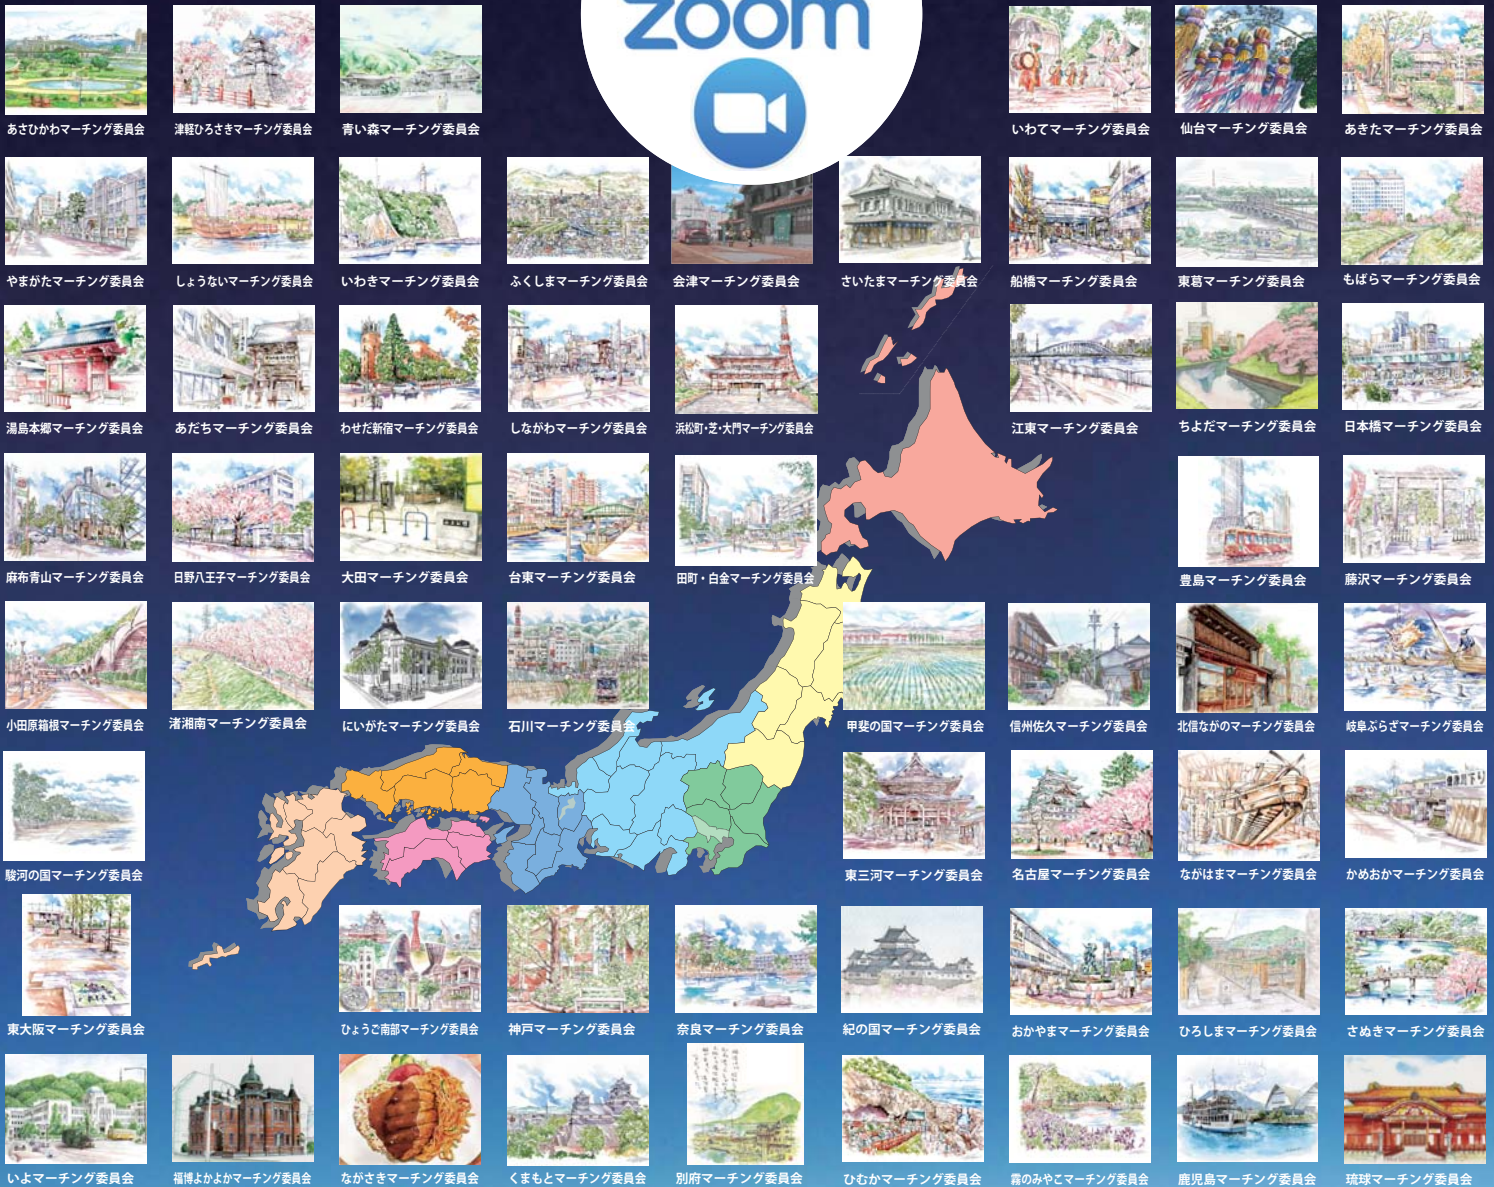 zoom
あさひかわマーチング委員会
津軽ひろさきマーチング委員会
青い森マーチング委員会
いわてマーチング委員会
仙台マーチング委員会
あきたマーチング委員会
やまがたマーチング委員会
しょうないマーチング委員会
いわきマーチング委員会
ふくしまマーチング委員会
会津マーチング委員会
さいたまマーチング委員会
船橋マーチング委員会
東葛マーチング委員会
もばらマーチング委員会
湯島本郷マーチング委員会
あだちマーチング委員会
わせだ新宿マーチング委員会
しながわマーチング委員会
浜松町・芝・大門マーチング委員会
江東マーチング委員会
ちよだマーチング委員会
日本橋マーチング委員会
麻布青山マーチング委員会
日野八王子マーチング委員会
大田マーチング委員会
台東マーチング委員会
田町・白金マーチング委員会
豊島マーチング委員会
藤沢マーチング委員会
小田原箱根マーチング委員会
渚湘南マーチング委員会
にいがたマーチング委員会
石川マーチング委員会
甲斐の国マーチング委員会
信州佐久マーチング委員会
北信ながのマーチング委員会
岐阜ぶらざマーチング委員会
駿河の国マーチング委員会
東三河マーチング委員会
名古屋マーチング委員会
ながはまマーチング委員会
かめおかマーチング委員会
東大阪マーチング委員会
ひょうご南部マーチング委員会
神戸マーチング委員会
奈良マーチング委員会
紀の国マーチング委員会
おかやまマーチング委員会
ひろしまマーチング委員会
さぬきマーチング委員会
いよマーチング委員会
福博よかよかマーチング委員会
ながさきマーチング委員会
くまもとマーチング委員会
別府マーチング委員会
ひむかマーチング委員会
霧のみやこマーチング委員会
鹿児島マーチング委員会
琉球マーチング委員会